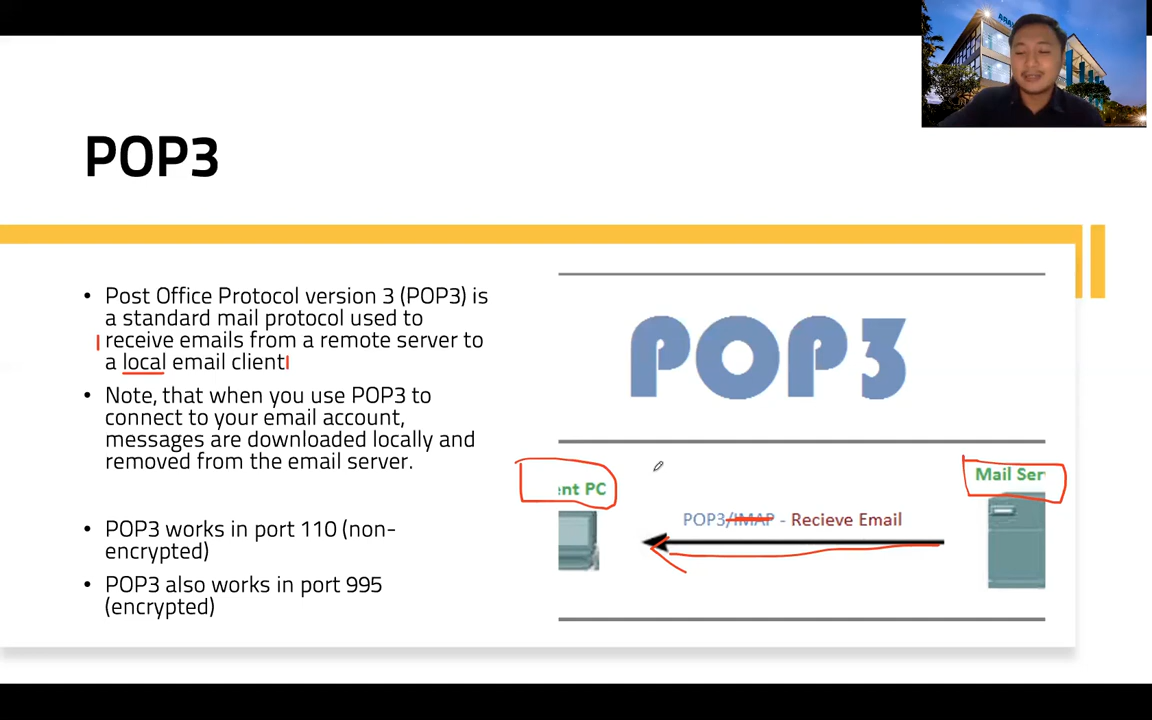 POP3
• Post Office Protocol version 3 (POP3) is
a standard mail protocol used to
receive emails from a remote server to
a local email client
• Note, that when you use POP3 to
connect to your email account,
messages are downloaded locally and
removed from the email server.
• POP3 works in port 110 (non-
encrypted)
• POP3 also works in port 995
(encrypted)
POP3
ent PC
Mail Ser
POP3/IMAP - Recieve Email